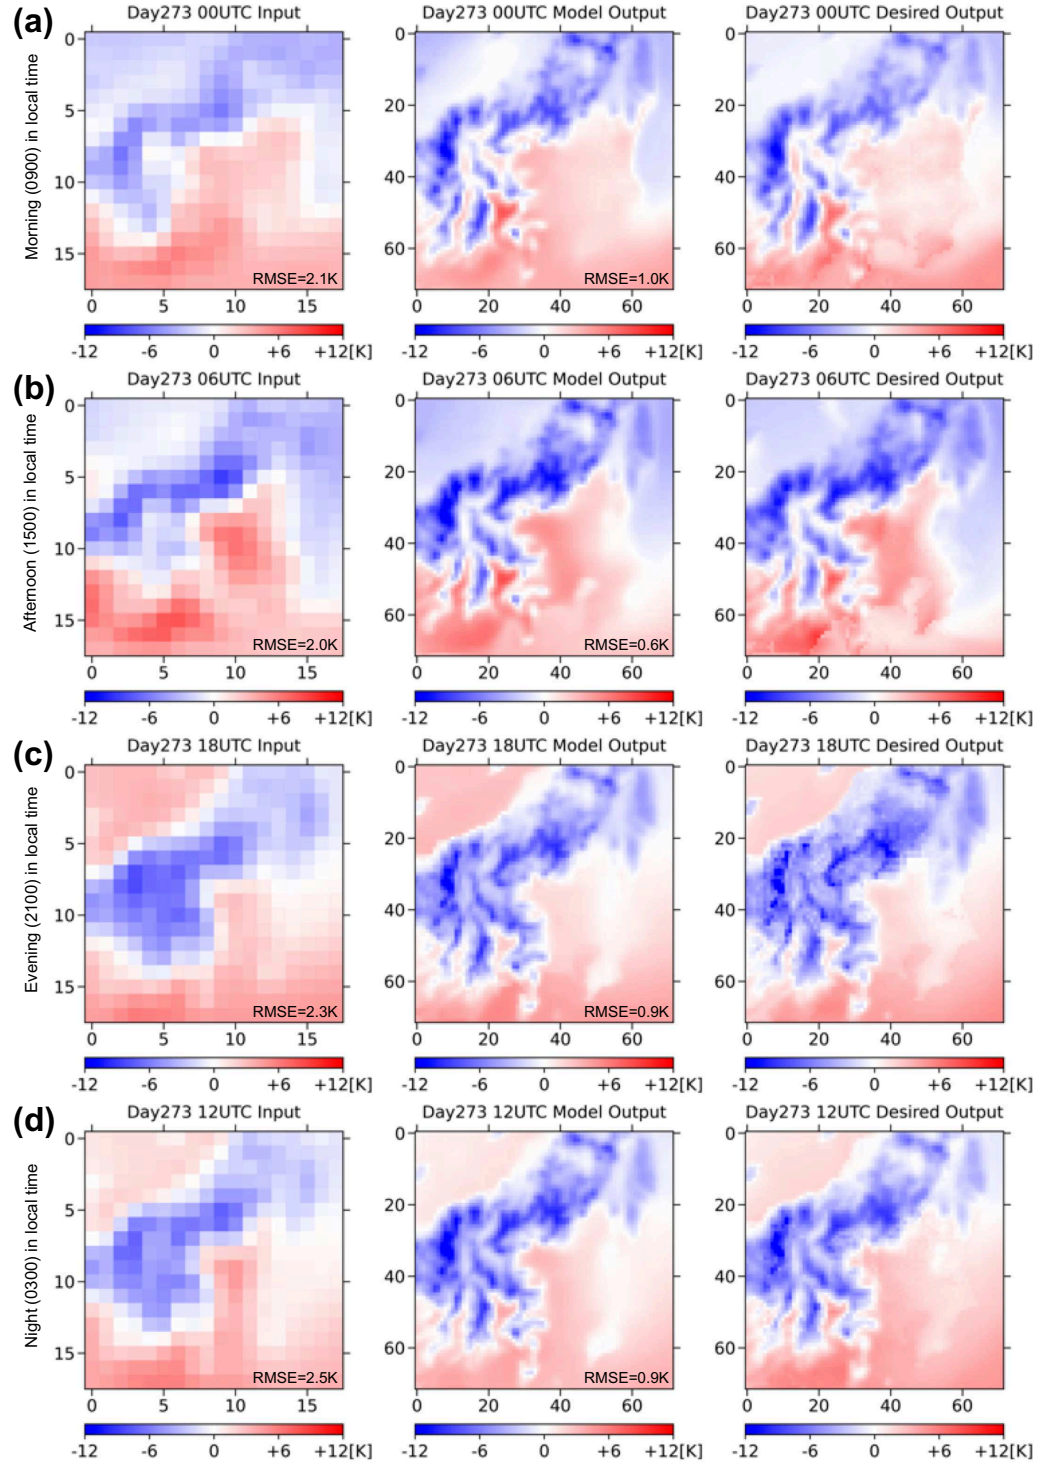 (a)
Morning (0900) in local time
Day273 00UTC Input
Day273 00UTC Model Output
Day273 00UTC Desired Output
0
5
10
15
RMSE=2.1K
0 5 10 15
0
20
40
60
RMSE=1.0K
0 20 40 60
0
20
40
60
0 20 40 60
-12 -6 0 +6 +12[K]
-12 -6 0 +6 +12[K]
-12 -6 0 +6 +12[K]
(b)
Afternoon (1500) in local time
Day273 06UTC Input
Day273 06UTC Model Output
Day273 06UTC Desired Output
0
5
10
15
RMSE=2.0K
0 5 10 15
0
20
40
60
RMSE=0.6K
0 20 40 60
0
20
40
60
0 20 40 60
-12 -6 0 +6 +12[K]
-12 -6 0 +6 +12[K]
-12 -6 0 +6 +12[K]
(c)
Evening (2100) in local time
Day273 18UTC Input
Day273 18UTC Model Output
Day273 18UTC Desired Output
0
5
10
15
RMSE=2.3K
0 5 10 15
0
20
40
60
RMSE=0.9K
0 20 40 60
0
20
40
60
0 20 40 60
-12 -6 0 +6 +12[K]
-12 -6 0 +6 +12[K]
-12 -6 0 +6 +12[K]
(d)
Night (0300) in local time
Day273 12UTC Input
Day273 12UTC Model Output
Day273 12UTC Desired Output
0
5
10
15
RMSE=2.5K
0 5 10 15
0
20
40
60
RMSE=0.9K
0 20 40 60
0
20
40
60
0 20 40 60
-12 -6 0 +6 +12[K]
-12 -6 0 +6 +12[K]
-12 -6 0 +6 +12[K]